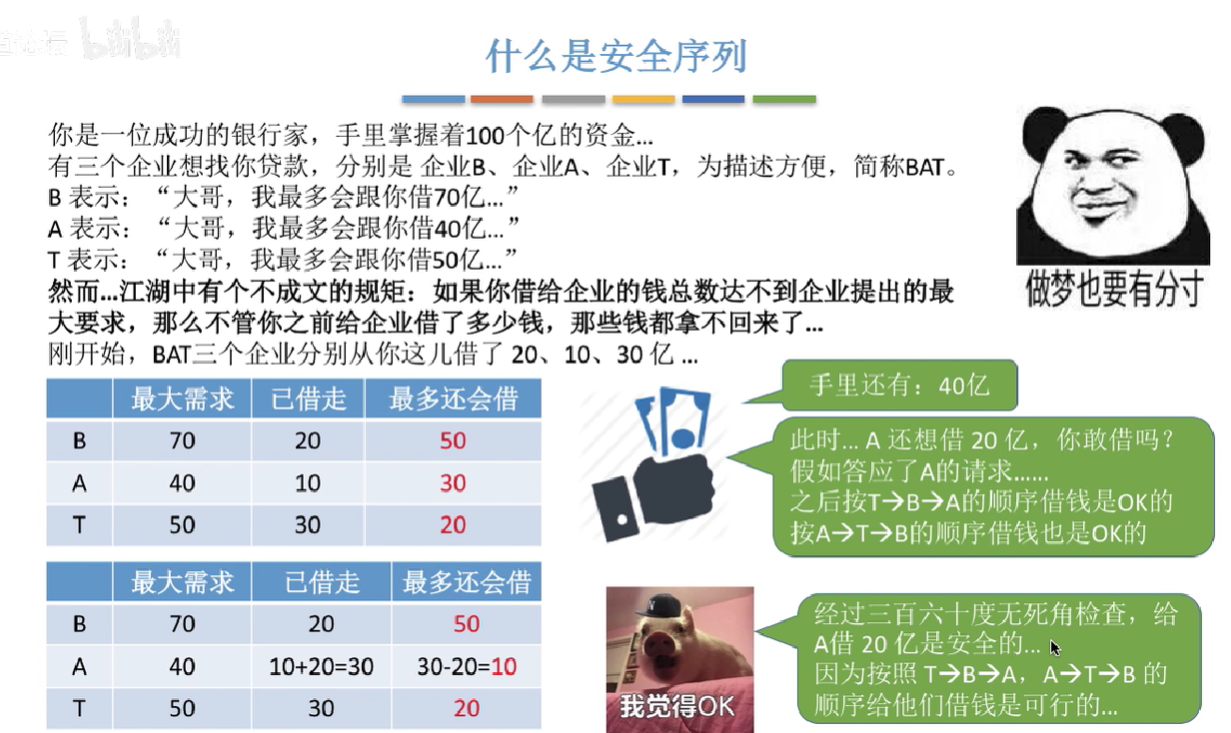 bilibili
什么是安全序列
你是一位成功的银行家，手里掌握着100个亿的资金...
有三个企业想找你贷款，分别是 企业B、企业A、企业T，为描述方便，简称BAT。
B 表示：“大哥，我最多会跟你借70亿...”
A 表示：“大哥，我最多会跟你借40亿...”
T 表示：“大哥，我最多会跟你借50亿...”
然而...江湖中有个不成文的规矩：如果你借给企业的钱总数达不到企业提出的最
大要求，那么不管你之前给企业借了多少钱，那些钱都拿不回来了...
刚开始，BAT三个企业分别从你这儿借了 20、10、30 亿 ...
做梦也要有分寸
最大需求 已借走 最多还会借
B 70 20 50
A 40 10 30
T 50 30 20
手里还有：40亿
此时... A 还想借 20 亿，你敢借吗？
假如答应了A的请求......
之后按T→B→A的顺序借钱是OK的
按A→T→B的顺序借钱也是OK的
最大需求 已借走 最多还会借
B 70 20 50
A 40 10+20=30 30-20=10
T 50 30 20
我觉得OK
经过三百六十度无死角检查，给
A借 20 亿是安全的...
因为按照 T→B→A，A→T→B 的
顺序给他们借钱是可行的...